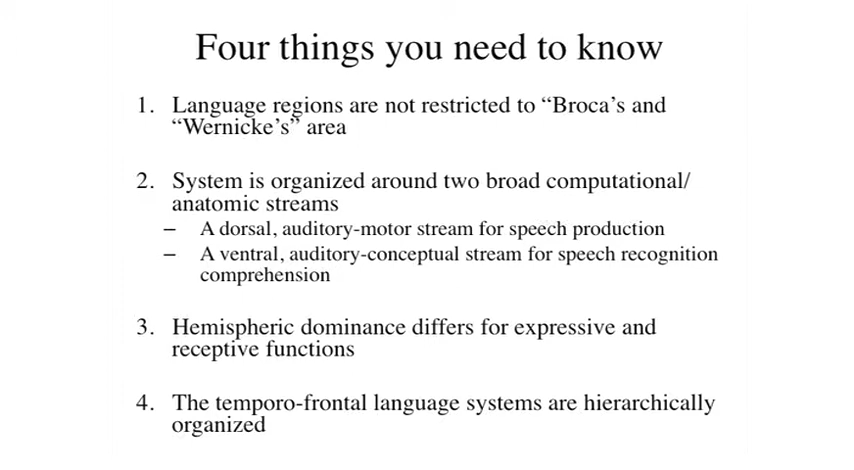 Four things you need to know
1. Language regions are not restricted to “Broca’s and
“Wernicke’s” area
2. System is organized around two broad computational/
anatomic streams
– A dorsal, auditory-motor stream for speech production
– A ventral, auditory-conceptual stream for speech recognition
comprehension
3. Hemispheric dominance differs for expressive and
receptive functions
4. The temporo-frontal language systems are hierarchically
organized